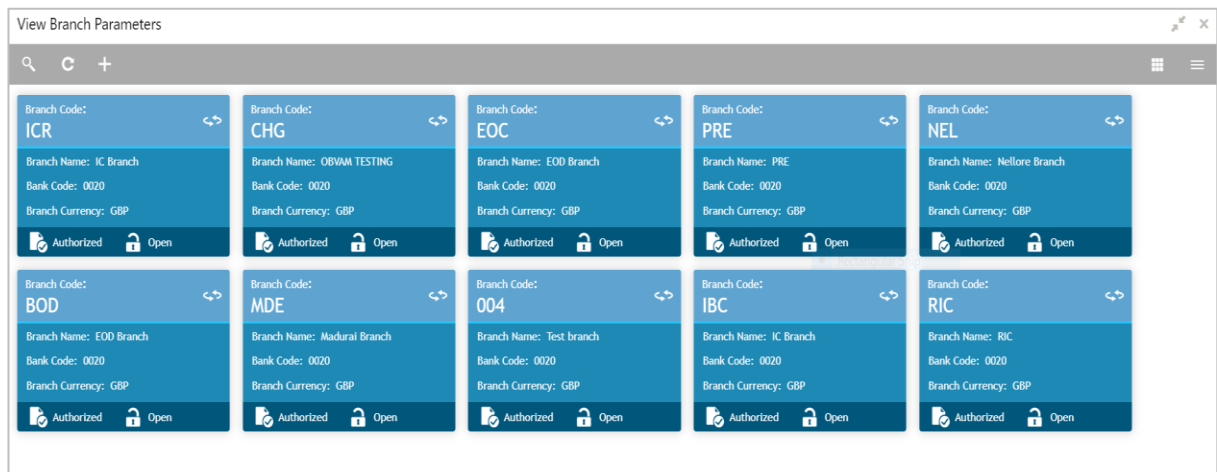 View Branch Parameters
Branch Code:
ICR
Branch Name: IC Branch
Bank Code: 0020
Branch Currency: GBP
Authorized Open
Branch Code:
CHG
Branch Name: OBVAM TESTING
Bank Code: 0020
Branch Currency: GBP
Authorized Open
Branch Code:
EOC
Branch Name: EOD Branch
Bank Code: 0020
Branch Currency: GBP
Authorized Open
Branch Code:
PRE
Branch Name: PRE
Bank Code: 0020
Branch Currency: GBP
Authorized Open
Branch Code:
NEL
Branch Name: Nellore Branch
Bank Code: 0020
Branch Currency: GBP
Authorized Open
Branch Code:
BOD
Branch Name: EOD Branch
Bank Code: 0020
Branch Currency: GBP
Authorized Open
Branch Code:
MDE
Branch Name: Madurai Branch
Bank Code: 0020
Branch Currency: GBP
Authorized Open
Branch Code:
004
Branch Name: Test branch
Bank Code: 0020
Branch Currency: GBP
Authorized Open
Branch Code:
IBC
Branch Name: IC Branch
Bank Code: 0020
Branch Currency: GBP
Authorized Open
Branch Code:
RIC
Branch Name: RIC
Bank Code: 0020
Branch Currency: GBP
Authorized Open